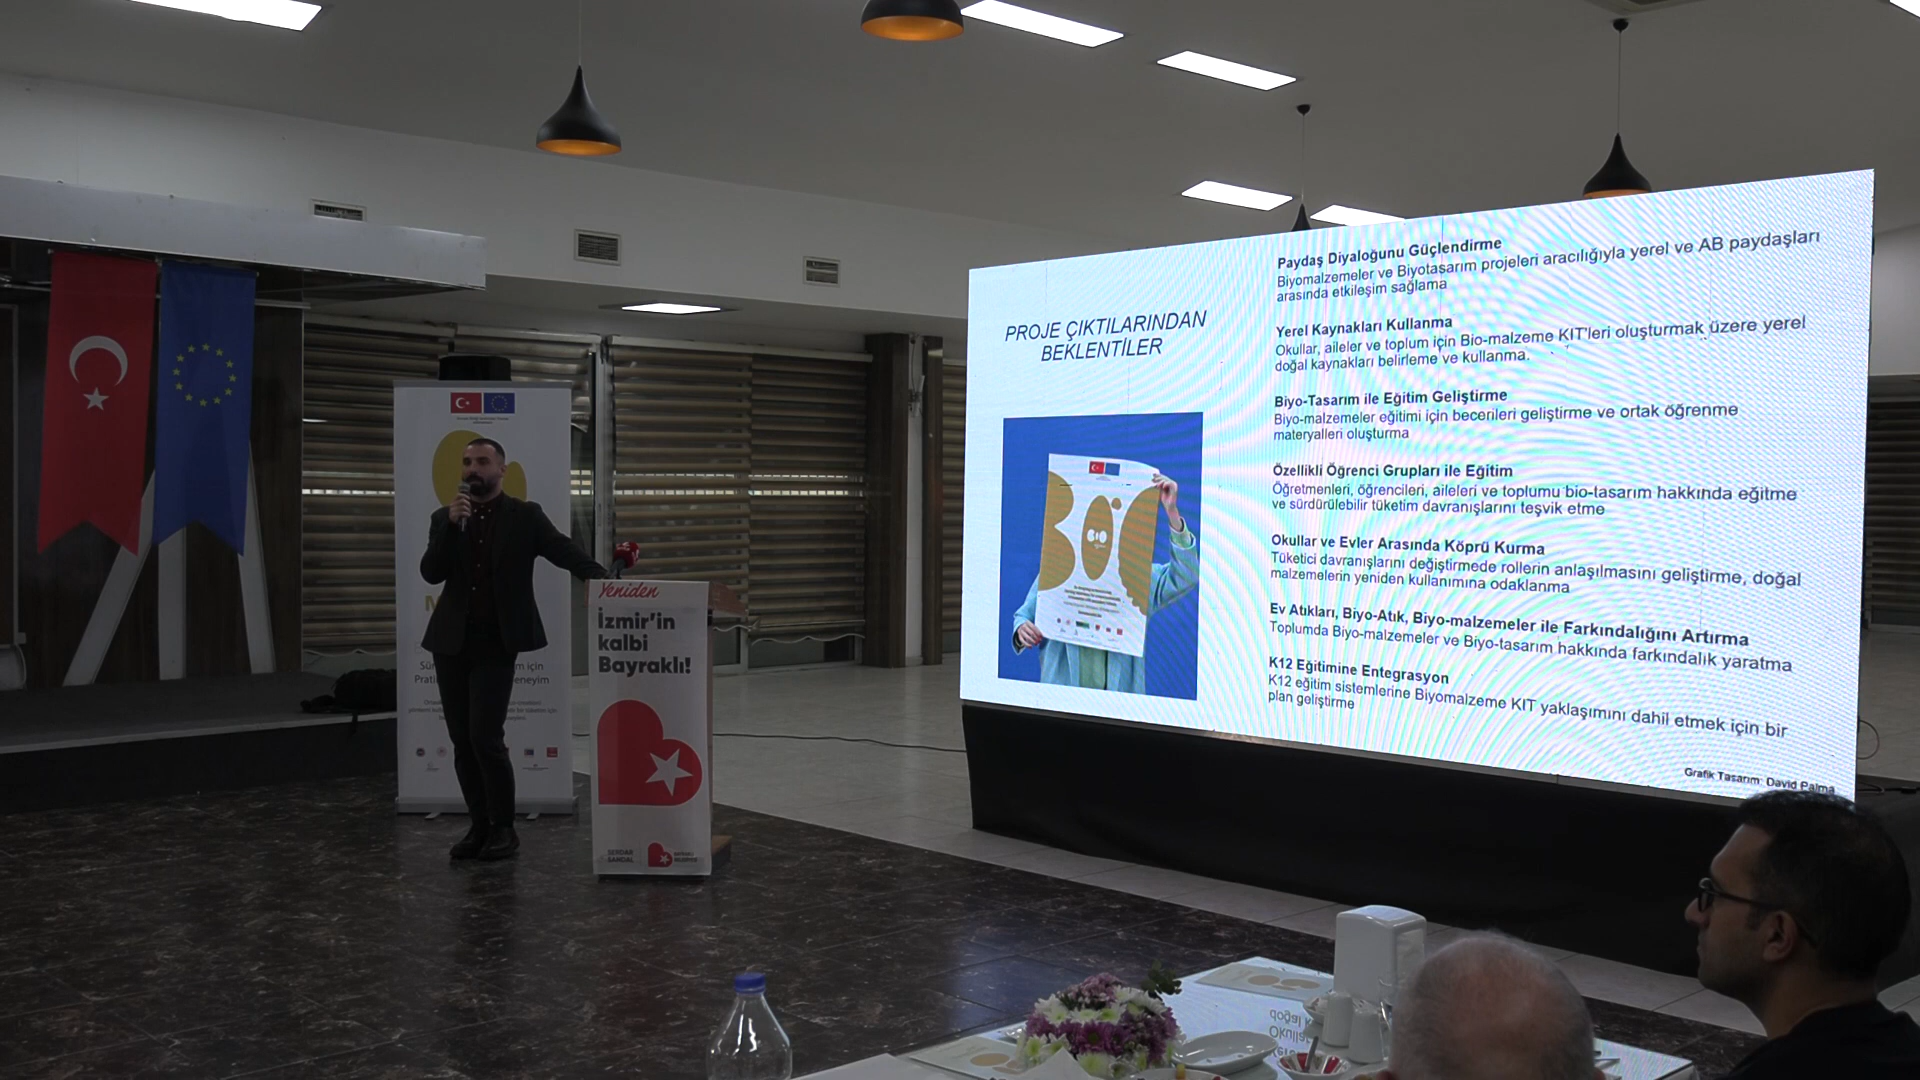 PROJE ÇIKTILARINDAN
BEKLENTİLER
Paydaş Diyaloğunu Güçlendirme
Biyomalzemeler ve Biyotasarım projeleri aracılığıyla yerel ve AB paydaşları
arasında etkileşim sağlama
Yerel Kaynakları Kullanma
Okullar, aileler ve toplum için Bio-malzeme KIT'leri oluşturmak üzere yerel
doğal kaynakları belirleme ve kullanma.
Biyo-Tasarım ile Eğitim Geliştirme
Biyo-malzemeler eğitimi için becerileri geliştirme ve ortak öğrenme
materyalleri oluşturma
Özellikli Öğrenci Grupları ile Eğitim
Öğretmenleri, öğrencileri, aileleri ve toplumu bio-tasarım hakkında eğitme
ve sürdürülebilir tüketim davranışlarını teşvik etme
Okullar ve Evler Arasında Köprü Kurma
Tüketici davranışlarını değiştirmede rollerin anlaşılmasını geliştirme, doğal
malzemelerin yeniden kullanımına odaklanma
Ev Atıkları, Biyo-Atık, Biyo-malzemeler ile Farkındalığını Artırma
Toplumda Biyo-malzemeler ve Biyo-tasarım hakkında farkındalık yaratma
K12 Eğitimine Entegrasyon
K12 eğitim sistemlerine Biyomalzeme KIT yaklaşımını dahil etmek için bir
plan geliştirme
Grafik Tasarım: David Palma
Yeniden
İzmir'in
kalbi
Bayraklı!
SERDAR
SANDAL
BAYRAKLI
BELEDİYESİ